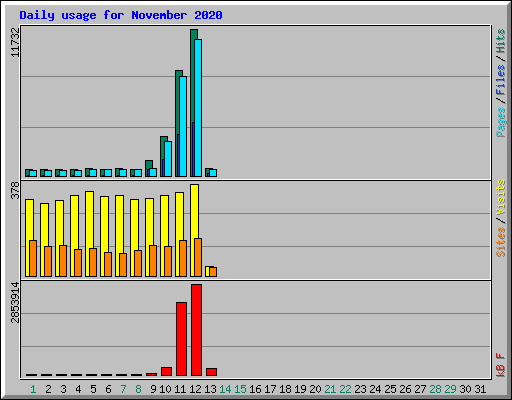 Daily usage for November 2020
11732
378
2853914
Pages / Files / Hits
Sites / Visits
kB F
1 2 3 4 5 6 7 8 9 10 11 12 13 14 15 16 17 18 19 20 21 22 23 24 25 26 27 28 29 30 31